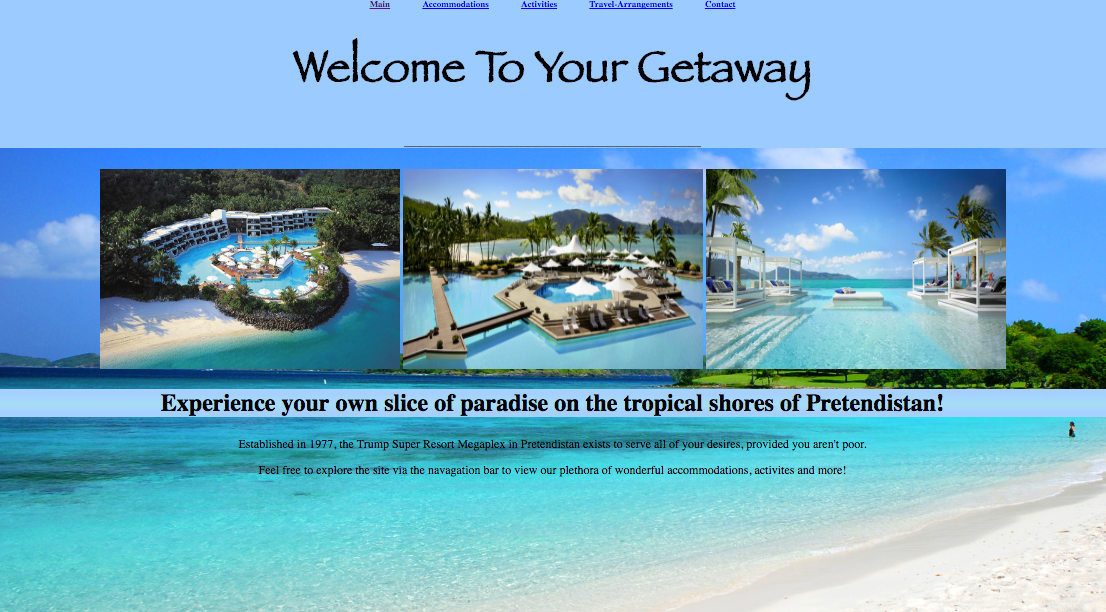 Main Accommodations Activities Travel-Arrangements Contact
Welcome To Your Getaway
Experience your own slice of paradise on the tropical shores of Pretendistan!
Established in 1977, the Trump Super Resort Megaplex in Pretendistan exists to serve all of your desires, provided you aren't poor.
Feel free to explore the site via the navagation bar to view our plethora of wonderful accommodations, activites and more!